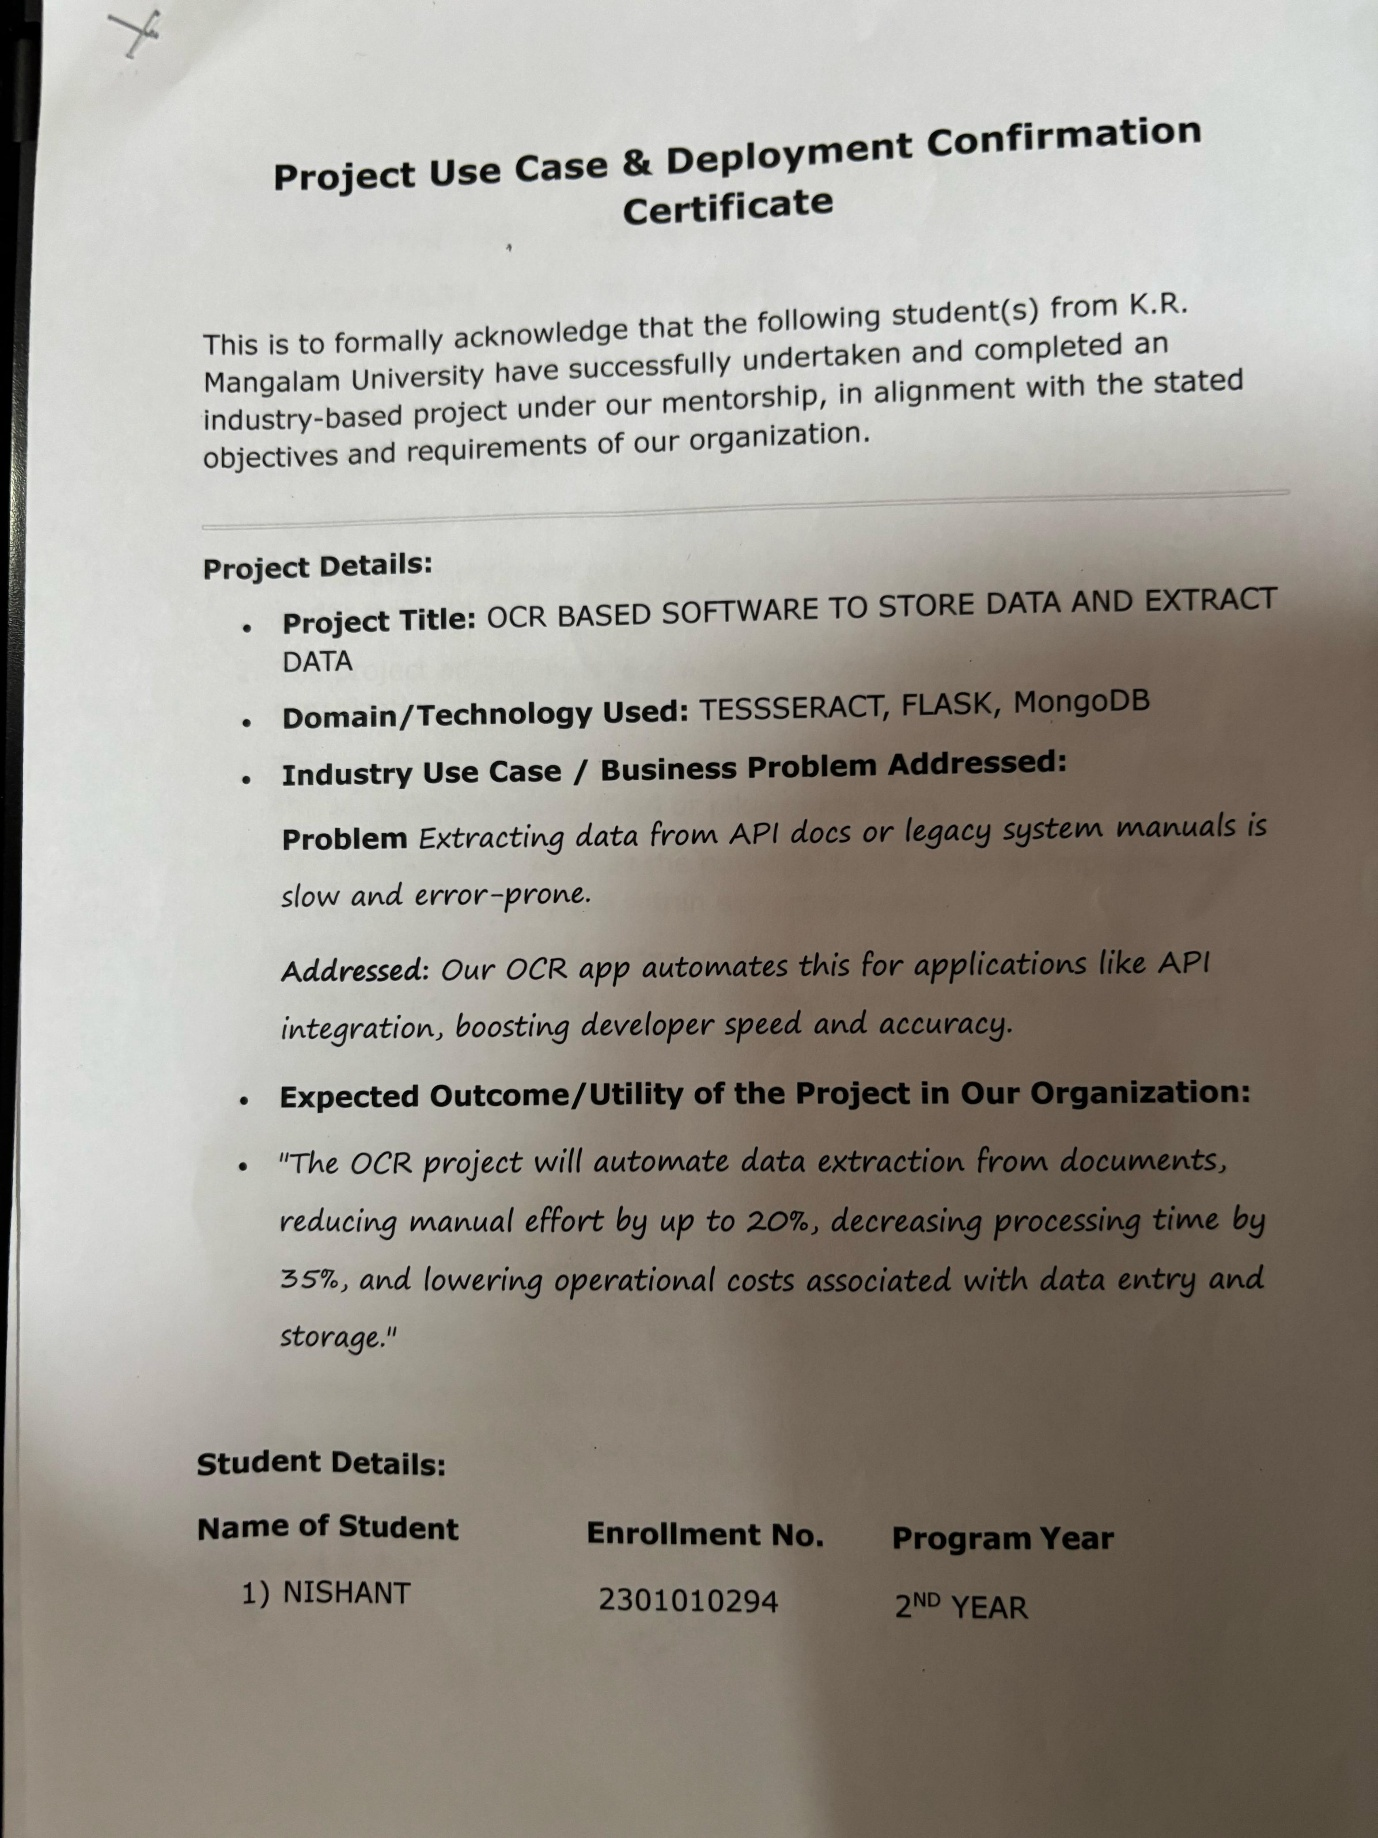 Project Use Case & Deployment Confirmation
Certificate
This is to formally acknowledge that the following student(s) from K.R.
Mangalam University have successfully undertaken and completed an
industry-based project under our mentorship, in alignment with the stated
objectives and requirements of our organization.
Project Details:
• Project Title: OCR BASED SOFTWARE TO STORE DATA AND EXTRACT
DATA
• Domain/Technology Used: TESSSERACT, FLASK, MongoDB
• Industry Use Case / Business Problem Addressed:
Problem Extracting data from API docs or legacy system manuals is
slow and error-prone.
Addressed: Our OCR app automates this for applications like API
integration, boosting developer speed and accuracy.
• Expected Outcome/Utility of the Project in Our Organization:
• "The OCR project will automate data extraction from documents,
reducing manual effort by up to 20%, decreasing processing time by
35%, and lowering operational costs associated with data entry and
storage."
Student Details:
Name of Student Enrollment No. Program Year
1) NISHANT 2301010294 2ND YEAR